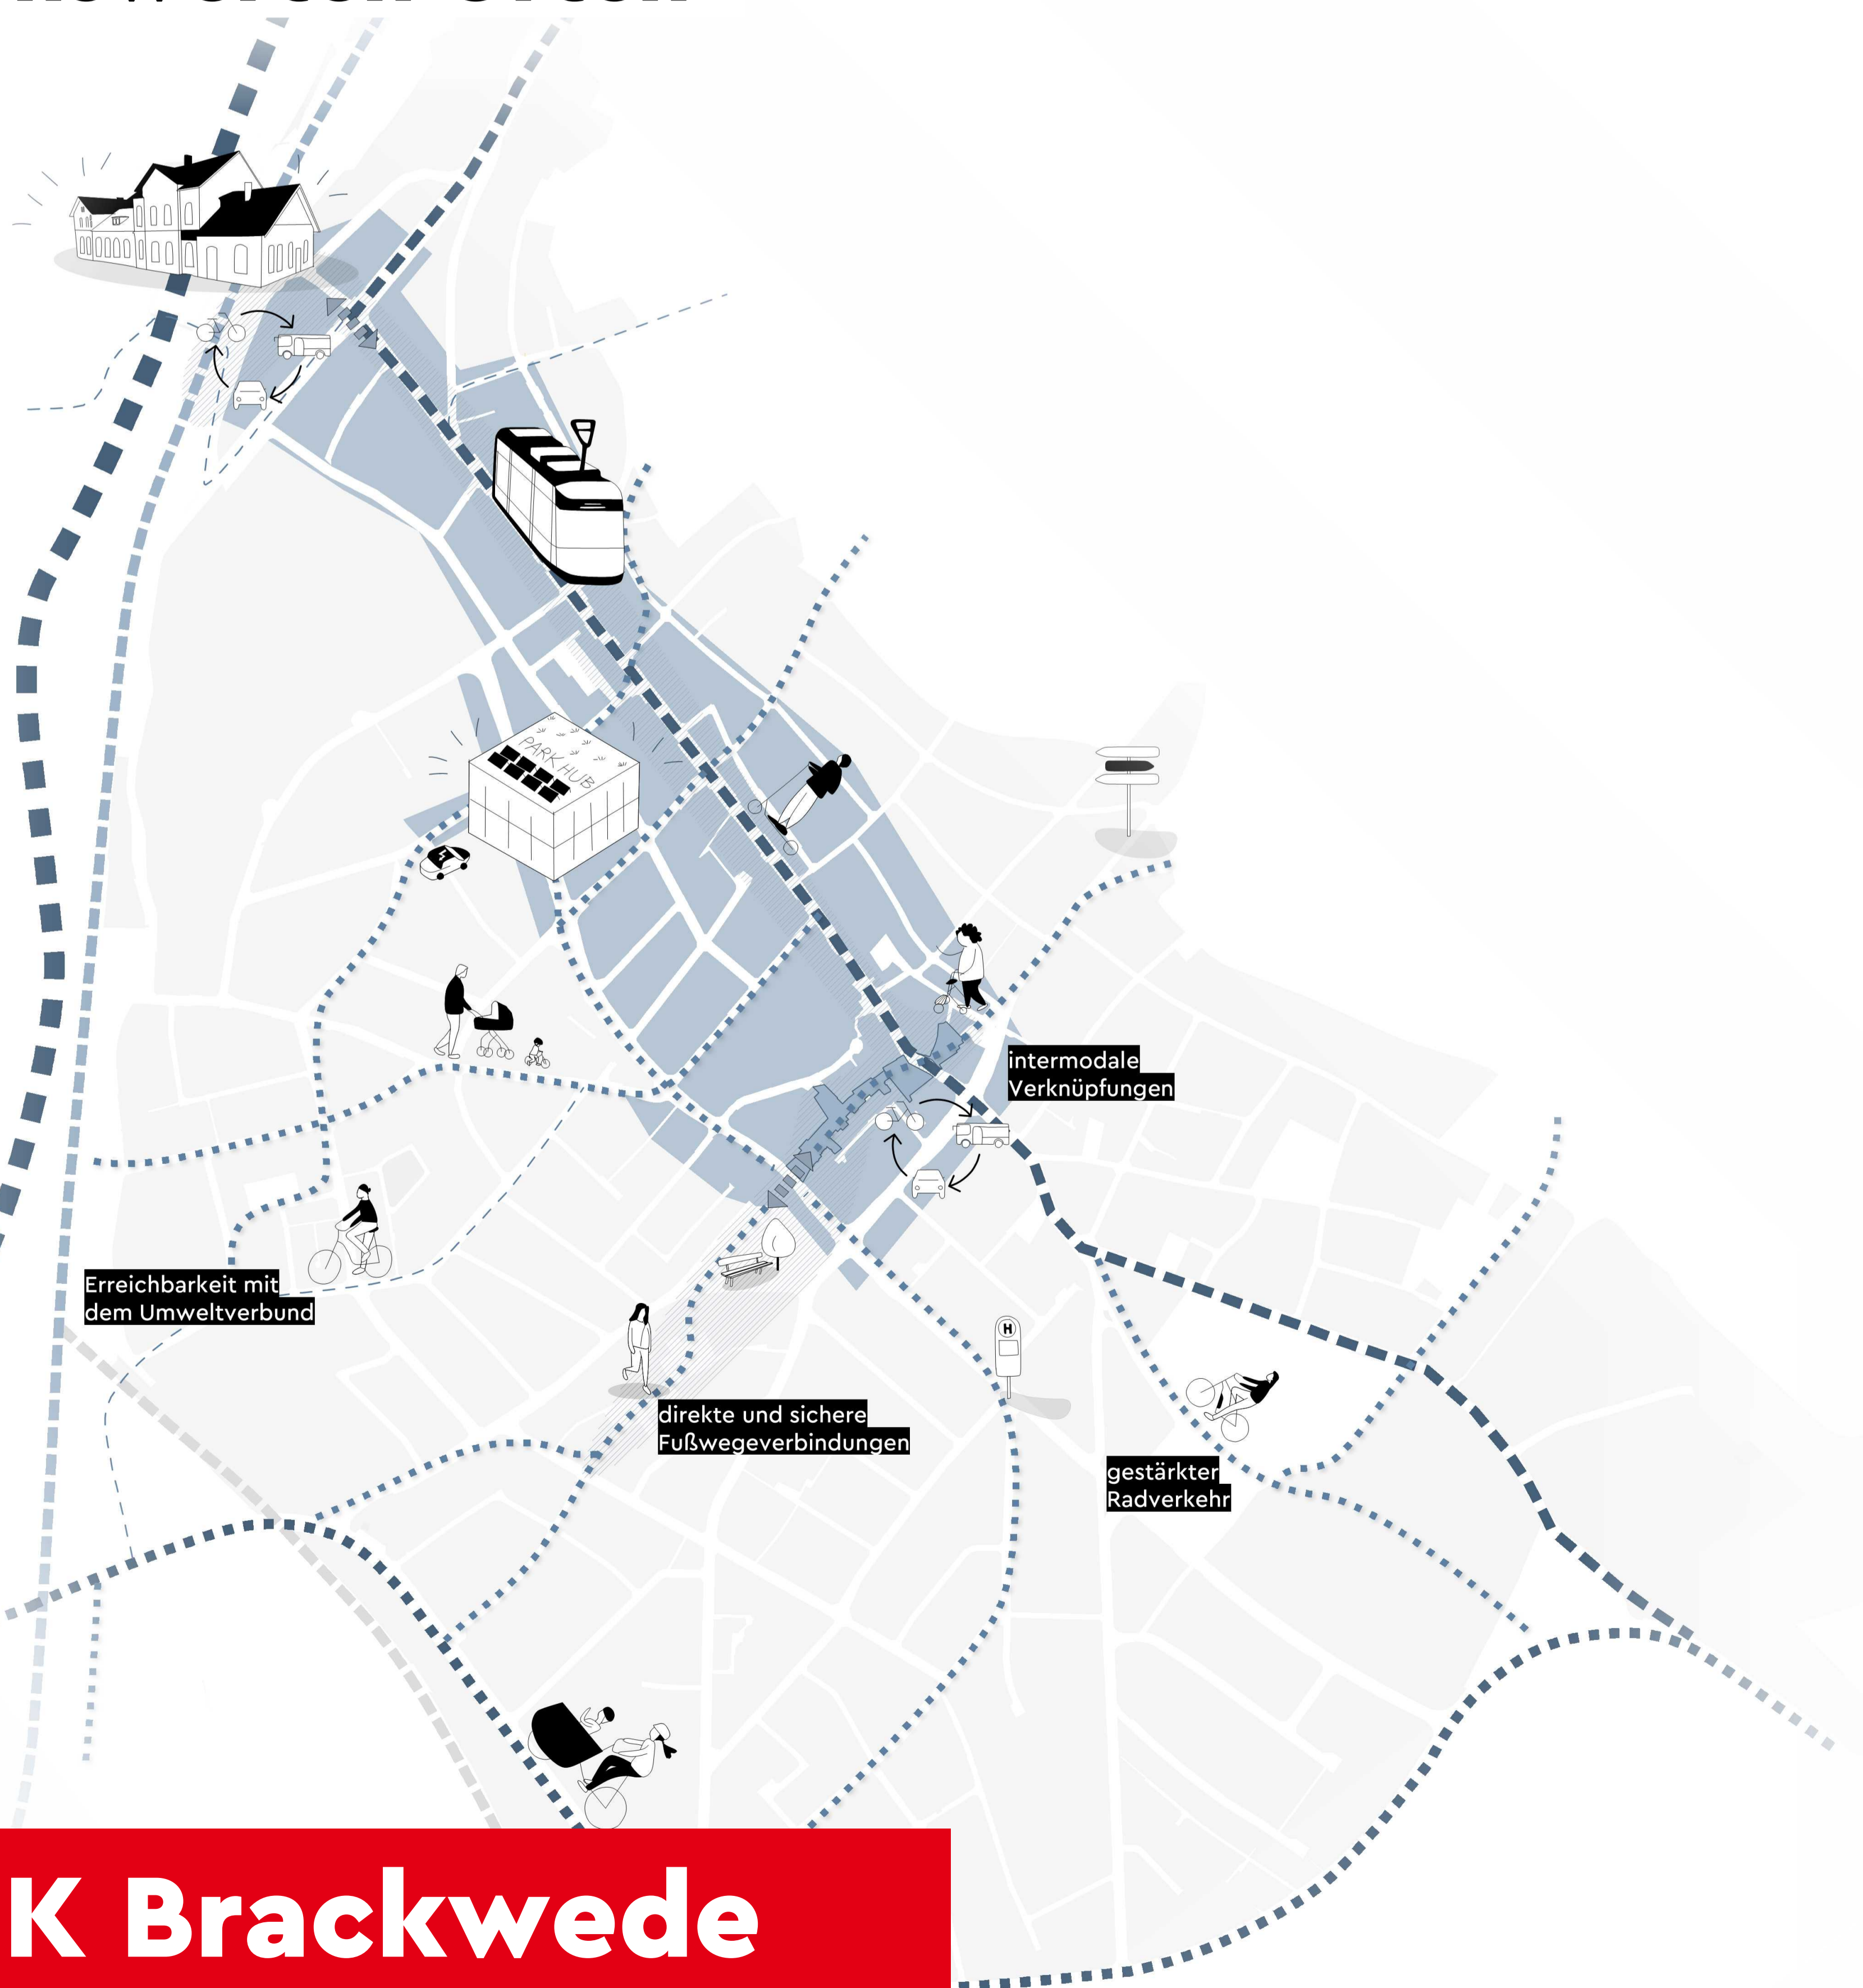 PARK HUB
intermodale
Verknüpfungen
Erreichbarkeit mit
dem Umweltverbund
H
direkte und sichere
Fußwegeverbindungen
gestärkter
Radverkehr
K Brackwede